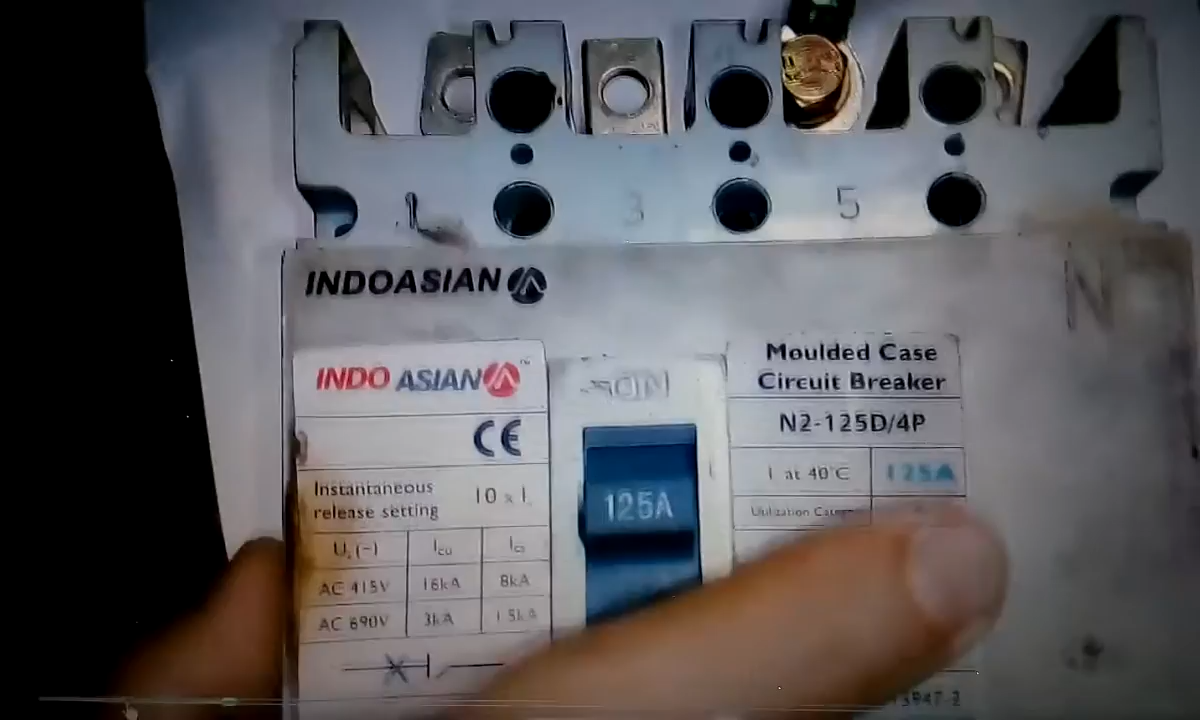 3
5
N
INDOASIAN
INDO ASIAN
CE
Instantaneous
release setting
10 x I
AC 415V 16kA 8kA
AC 690V 3kA 1.5kA
125A
Moulded Case
Circuit Breaker
N2-125D/4P
I at 40°C 125A
Utilization